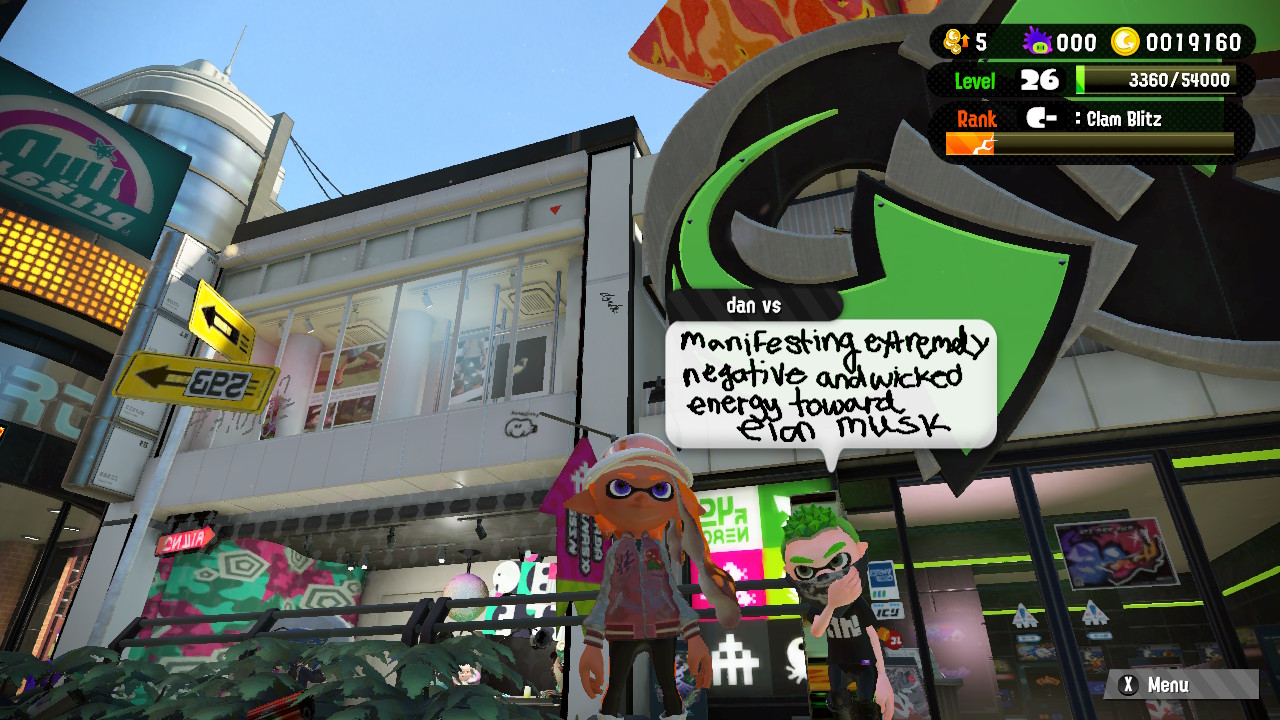 5
000
0019160
Level 26 3360/54000
Rank C- : Clam Blitz
dan vs
manifesting extremely
negative and wicked
energy toward
elon musk
X Menu